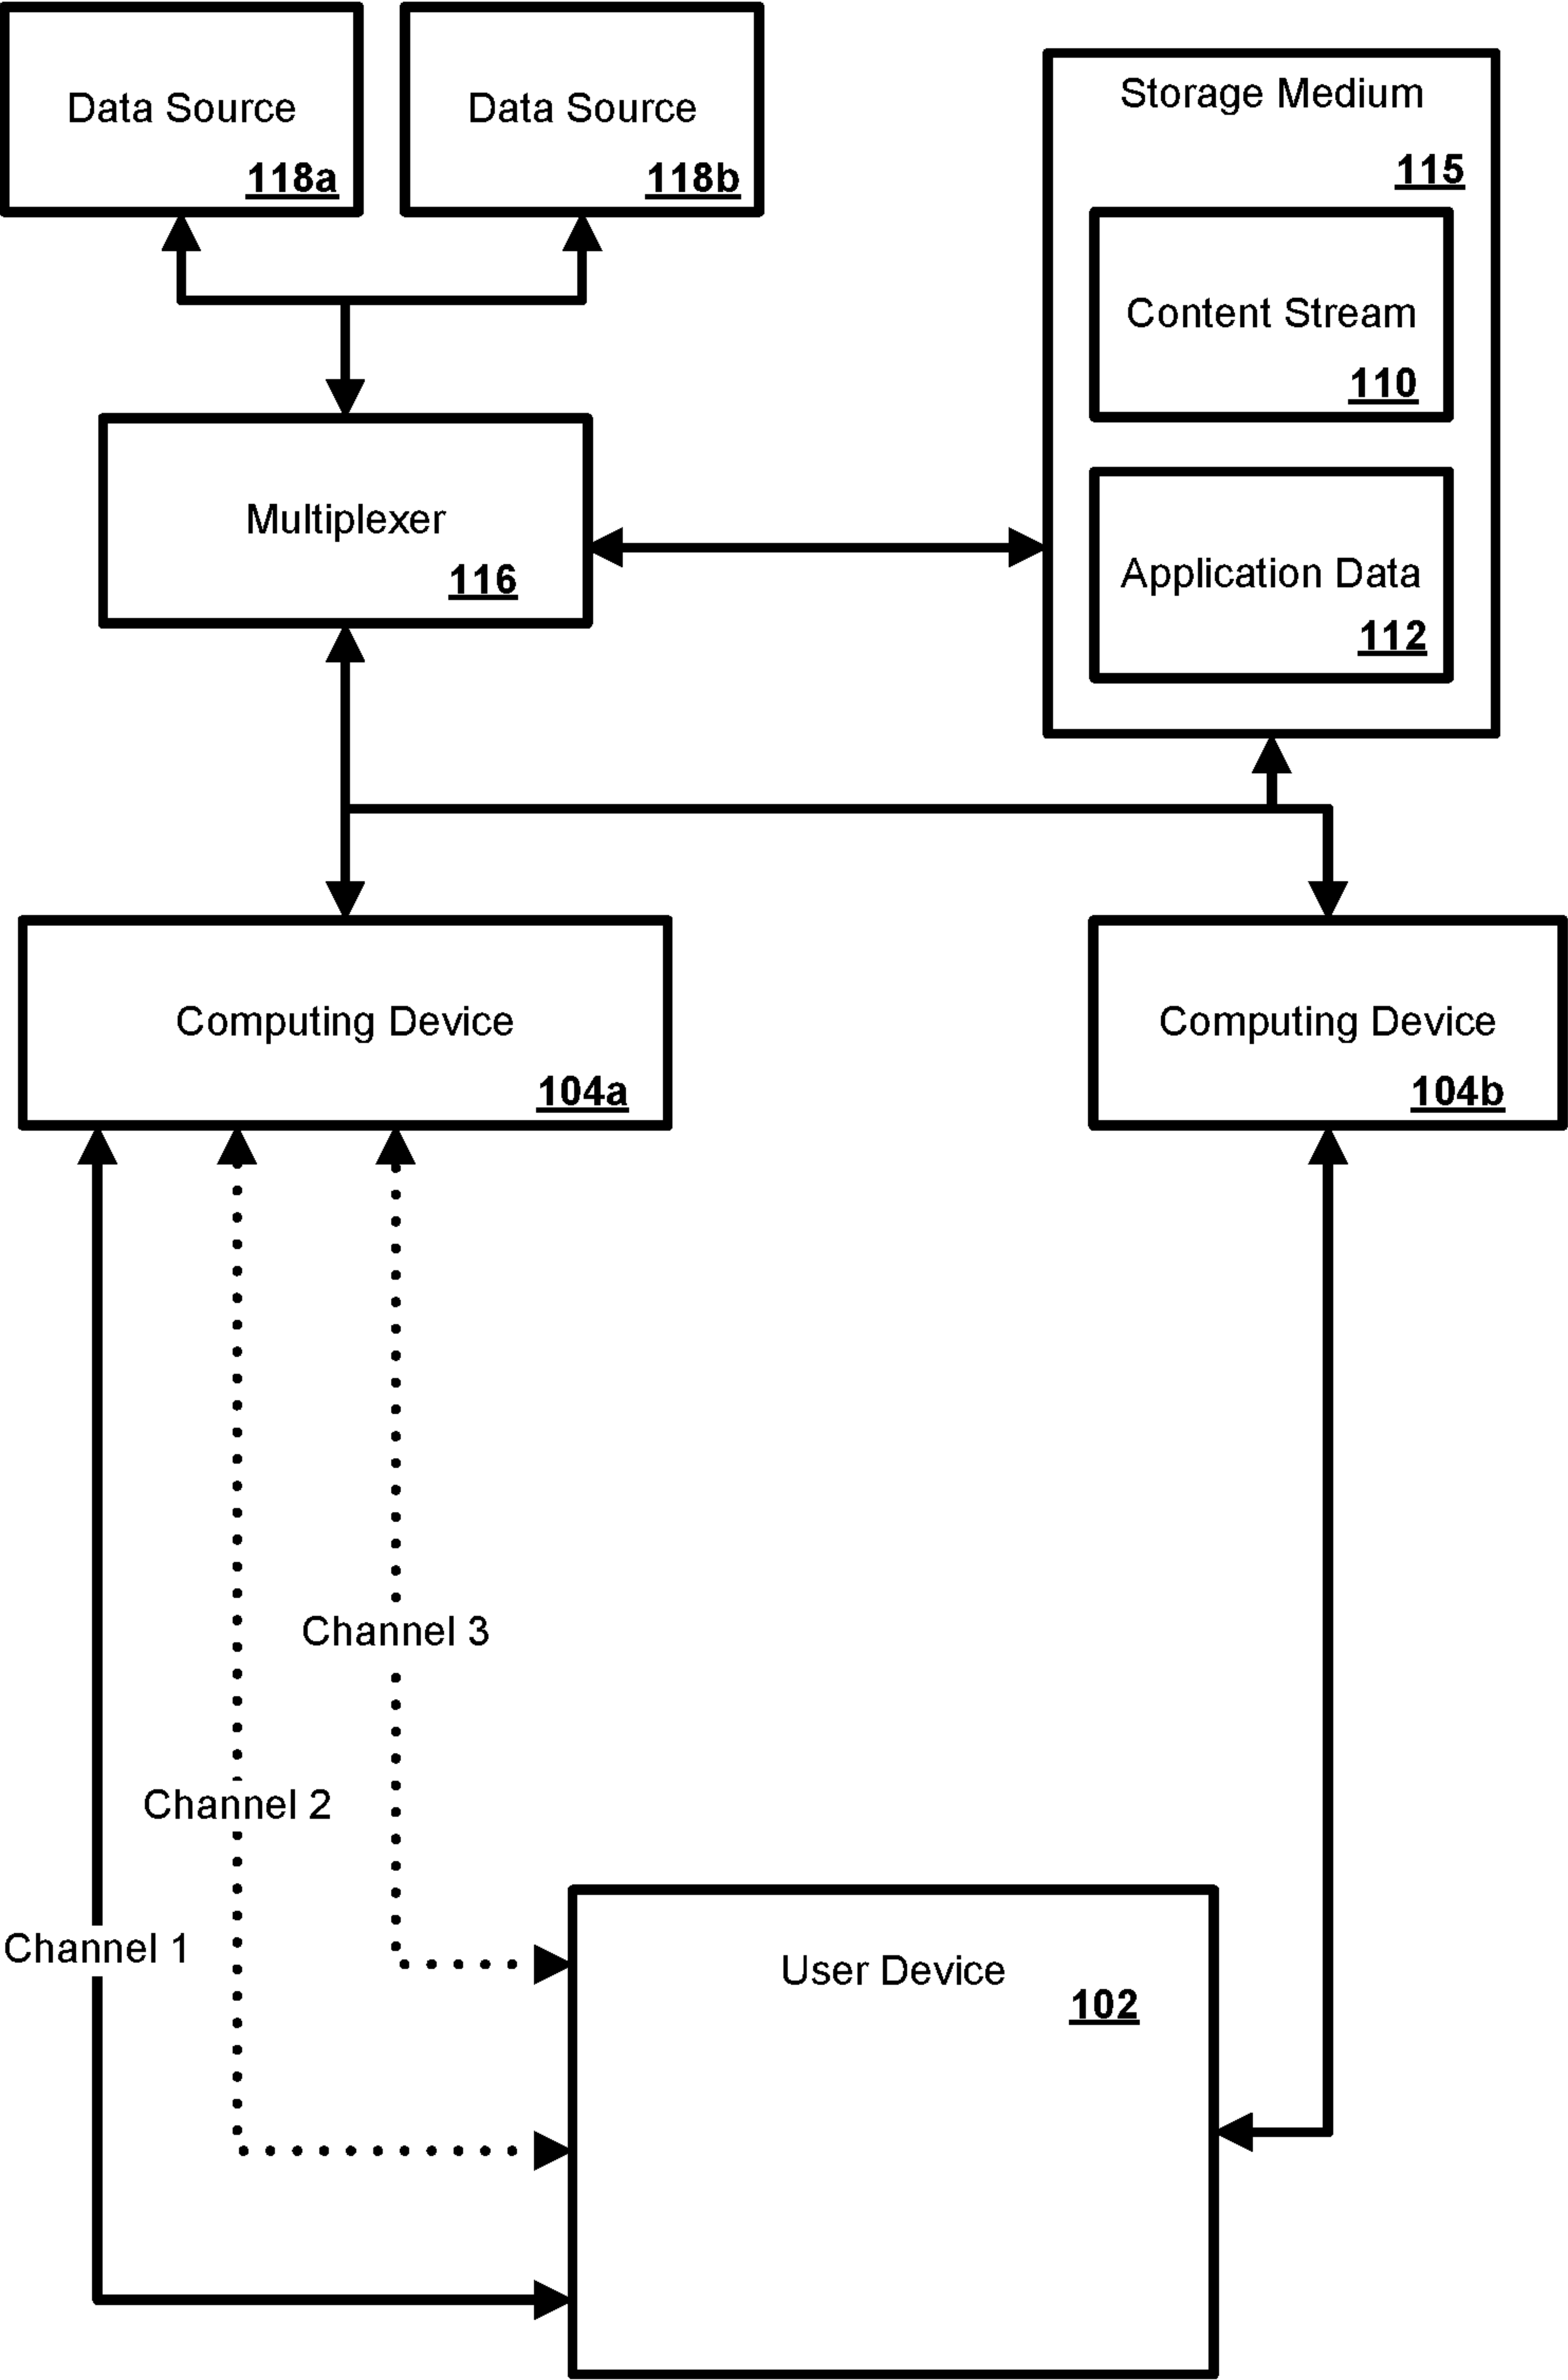 Data Source
118a
Data Source
118b
Storage Medium
115
Content Stream
110
Application Data
112
Multiplexer
116
Computing Device
104a
Computing Device
104b
Channel 3
Channel 2
Channel 1
User Device
102